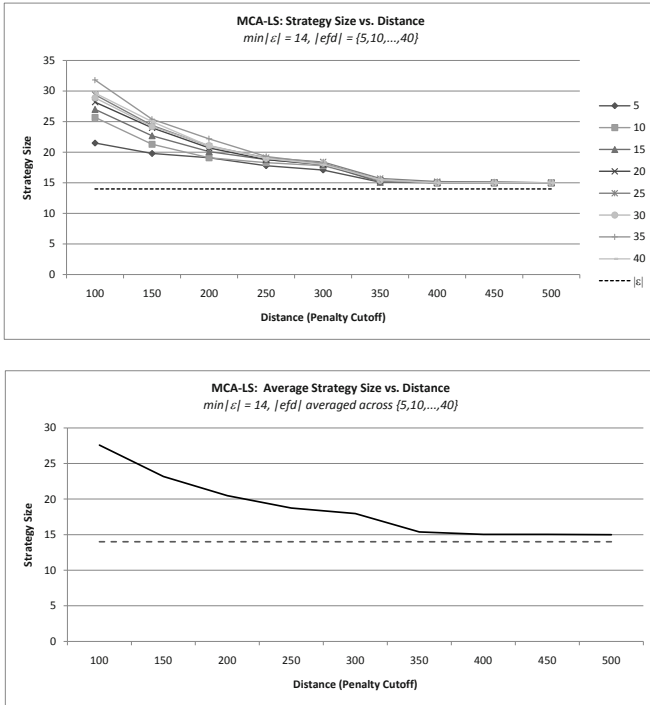 MCA-LS: Strategy Size vs. Distance
min|ε| = 14, |efd| = {5,10,...,40}
35
30
25
20
15
10
5
0
Strategy Size
100 150 200 250 300 350 400 450 500
Distance (Penalty Cutoff)
5
10
15
20
25
30
35
40
|ε|
MCA-LS: Average Strategy Size vs. Distance
min|ε| = 14, |efd| averaged across {5,10,...,40}
30
25
20
15
10
5
0
Strategy Size
100 150 200 250 300 350 400 450 500
Distance (Penalty Cutoff)